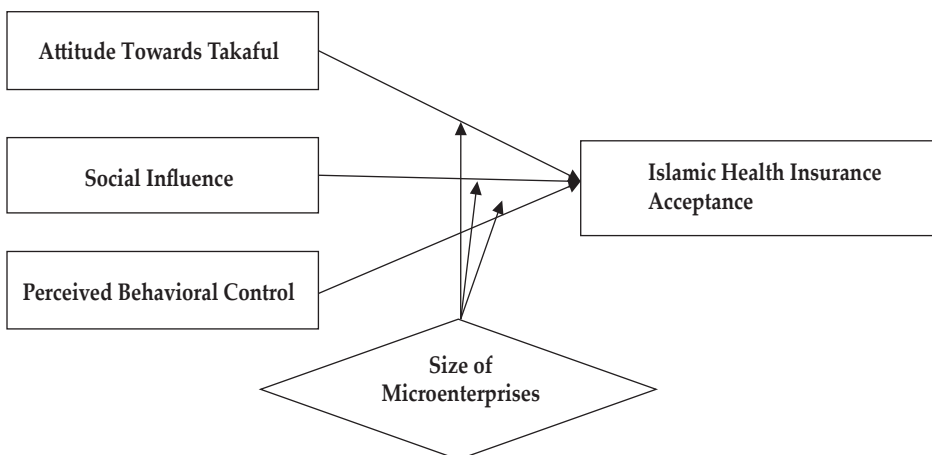 Attitude Towards Takaful
Social Influence
Islamic Health Insurance
Acceptance
Perceived Behavioral Control
Size of
Microenterprises